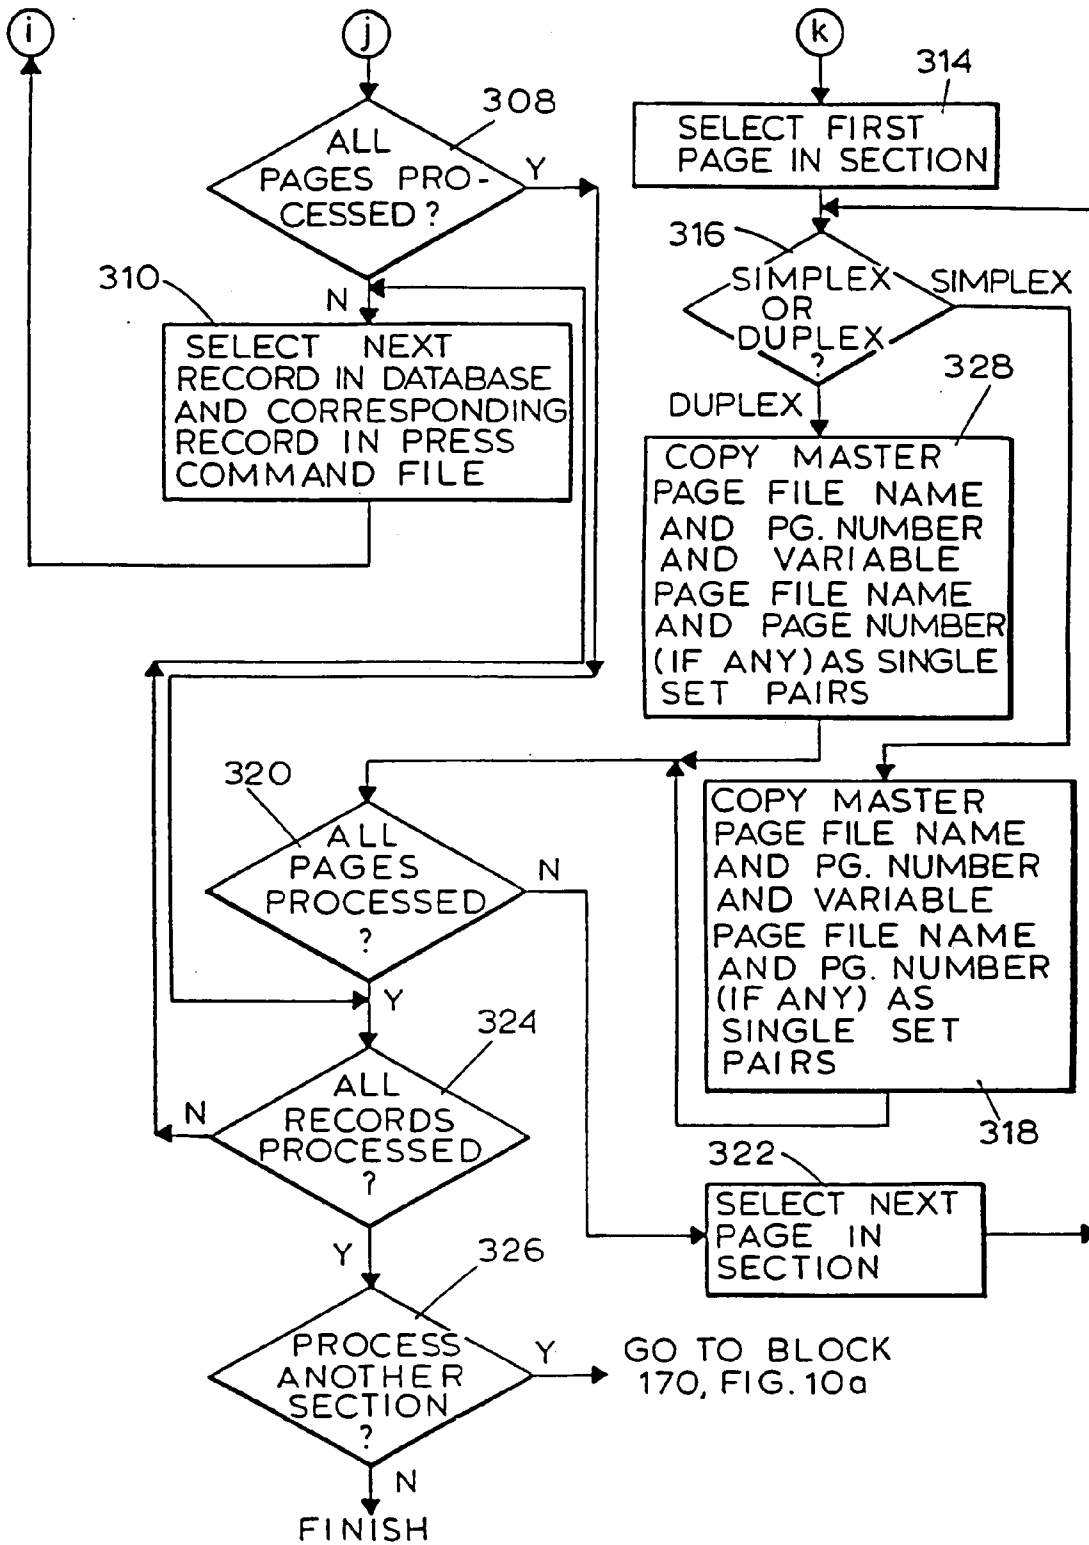 i
j
k
308
ALL
PAGES PRO-
CESSED?
Y
N
310
SELECT NEXT
RECORD IN DATABASE
AND CORRESPONDING
RECORD IN PRESS
COMMAND FILE
314
SELECT FIRST
PAGE IN SECTION
316
SIMPLEX
OR
DUPLEX
?
SIMPLEX
DUPLEX
328
COPY MASTER
PAGE FILE NAME
AND PG. NUMBER
AND VARIABLE
PAGE FILE NAME
AND PAGE NUMBER
(IF ANY) AS SINGLE
SET PAIRS
320
ALL
PAGES
PROCESSED
?
N
Y
COPY MASTER
PAGE FILE NAME
AND PG. NUMBER
AND VARIABLE
PAGE FILE NAME
AND PG. NUMBER
(IF ANY) AS
SINGLE SET
PAIRS
318
324
ALL
RECORDS
PROCESSED
?
N
Y
322
SELECT NEXT
PAGE IN
SECTION
326
PROCESS
ANOTHER
SECTION
?
Y
GO TO BLOCK
170, FIG. 10a
N
FINISH